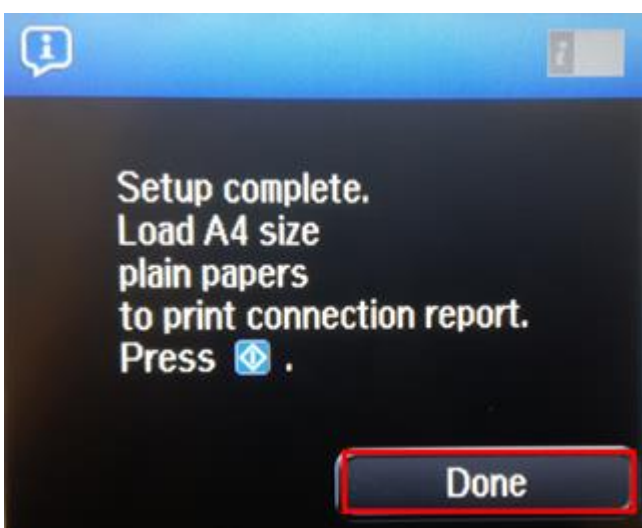 Setup complete.
Load A4 size
plain papers
to print connection report.
Press .
Done